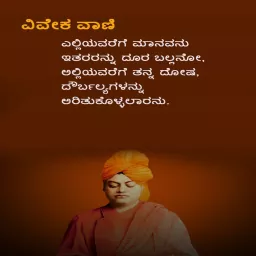 ವಿವೇಕ ವಾಣಿ
ಎಲ್ಲಿಯವರೆಗೆ ಮಾನವನು
ಇತರರನ್ನು ದೂರ ಬಲ್ಲನೋ,
ಅಲ್ಲಿಯವರೆಗೆ ತನ್ನ ದೋಷ,
ದೌರ್ಬಲ್ಯಗಳನ್ನು
ಅರಿತುಕೊಳ್ಳಲಾರನು.